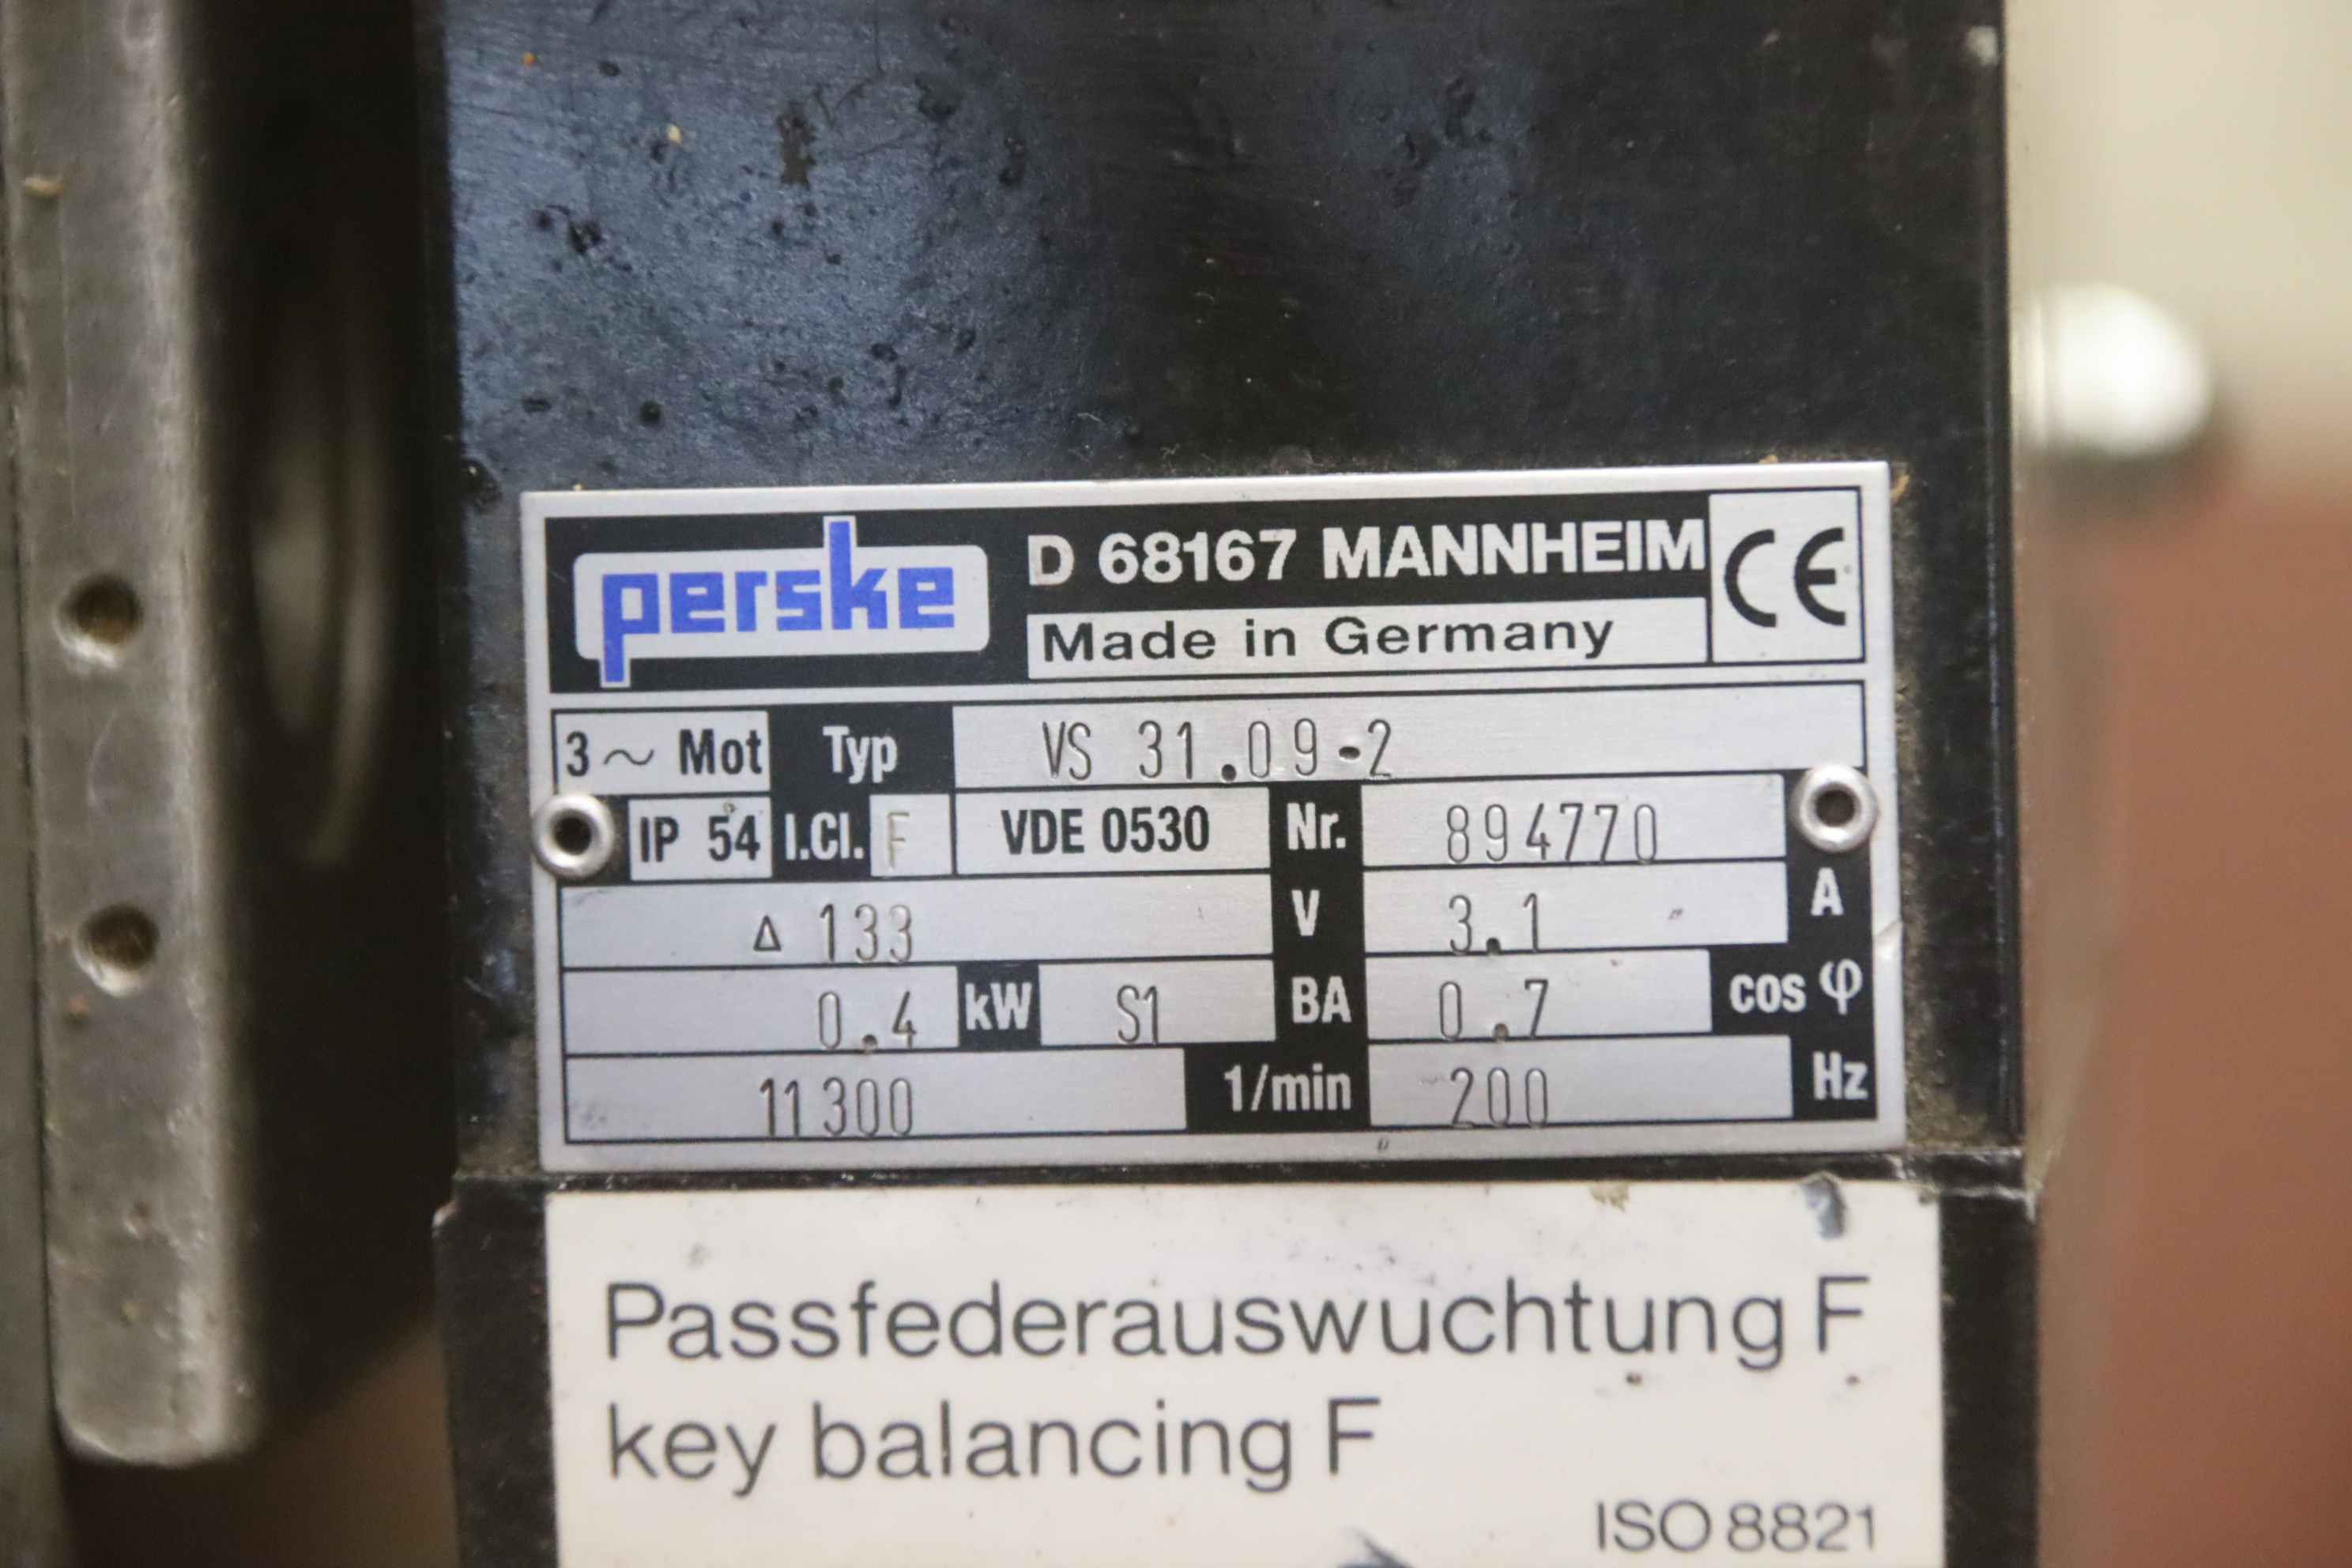 perske D 68167 MANNHEIM CE
Made in Germany
3 ~ Mot Typ VS 31.09-2
IP 54 I.Cl. F VDE 0530 Nr. 894770
Δ 133 V 3.1 A
0.4 kW S1 BA 0.7 cos φ
11300 1/min 200 Hz
Passfederauswuchtung F
key balancing F
ISO 8821